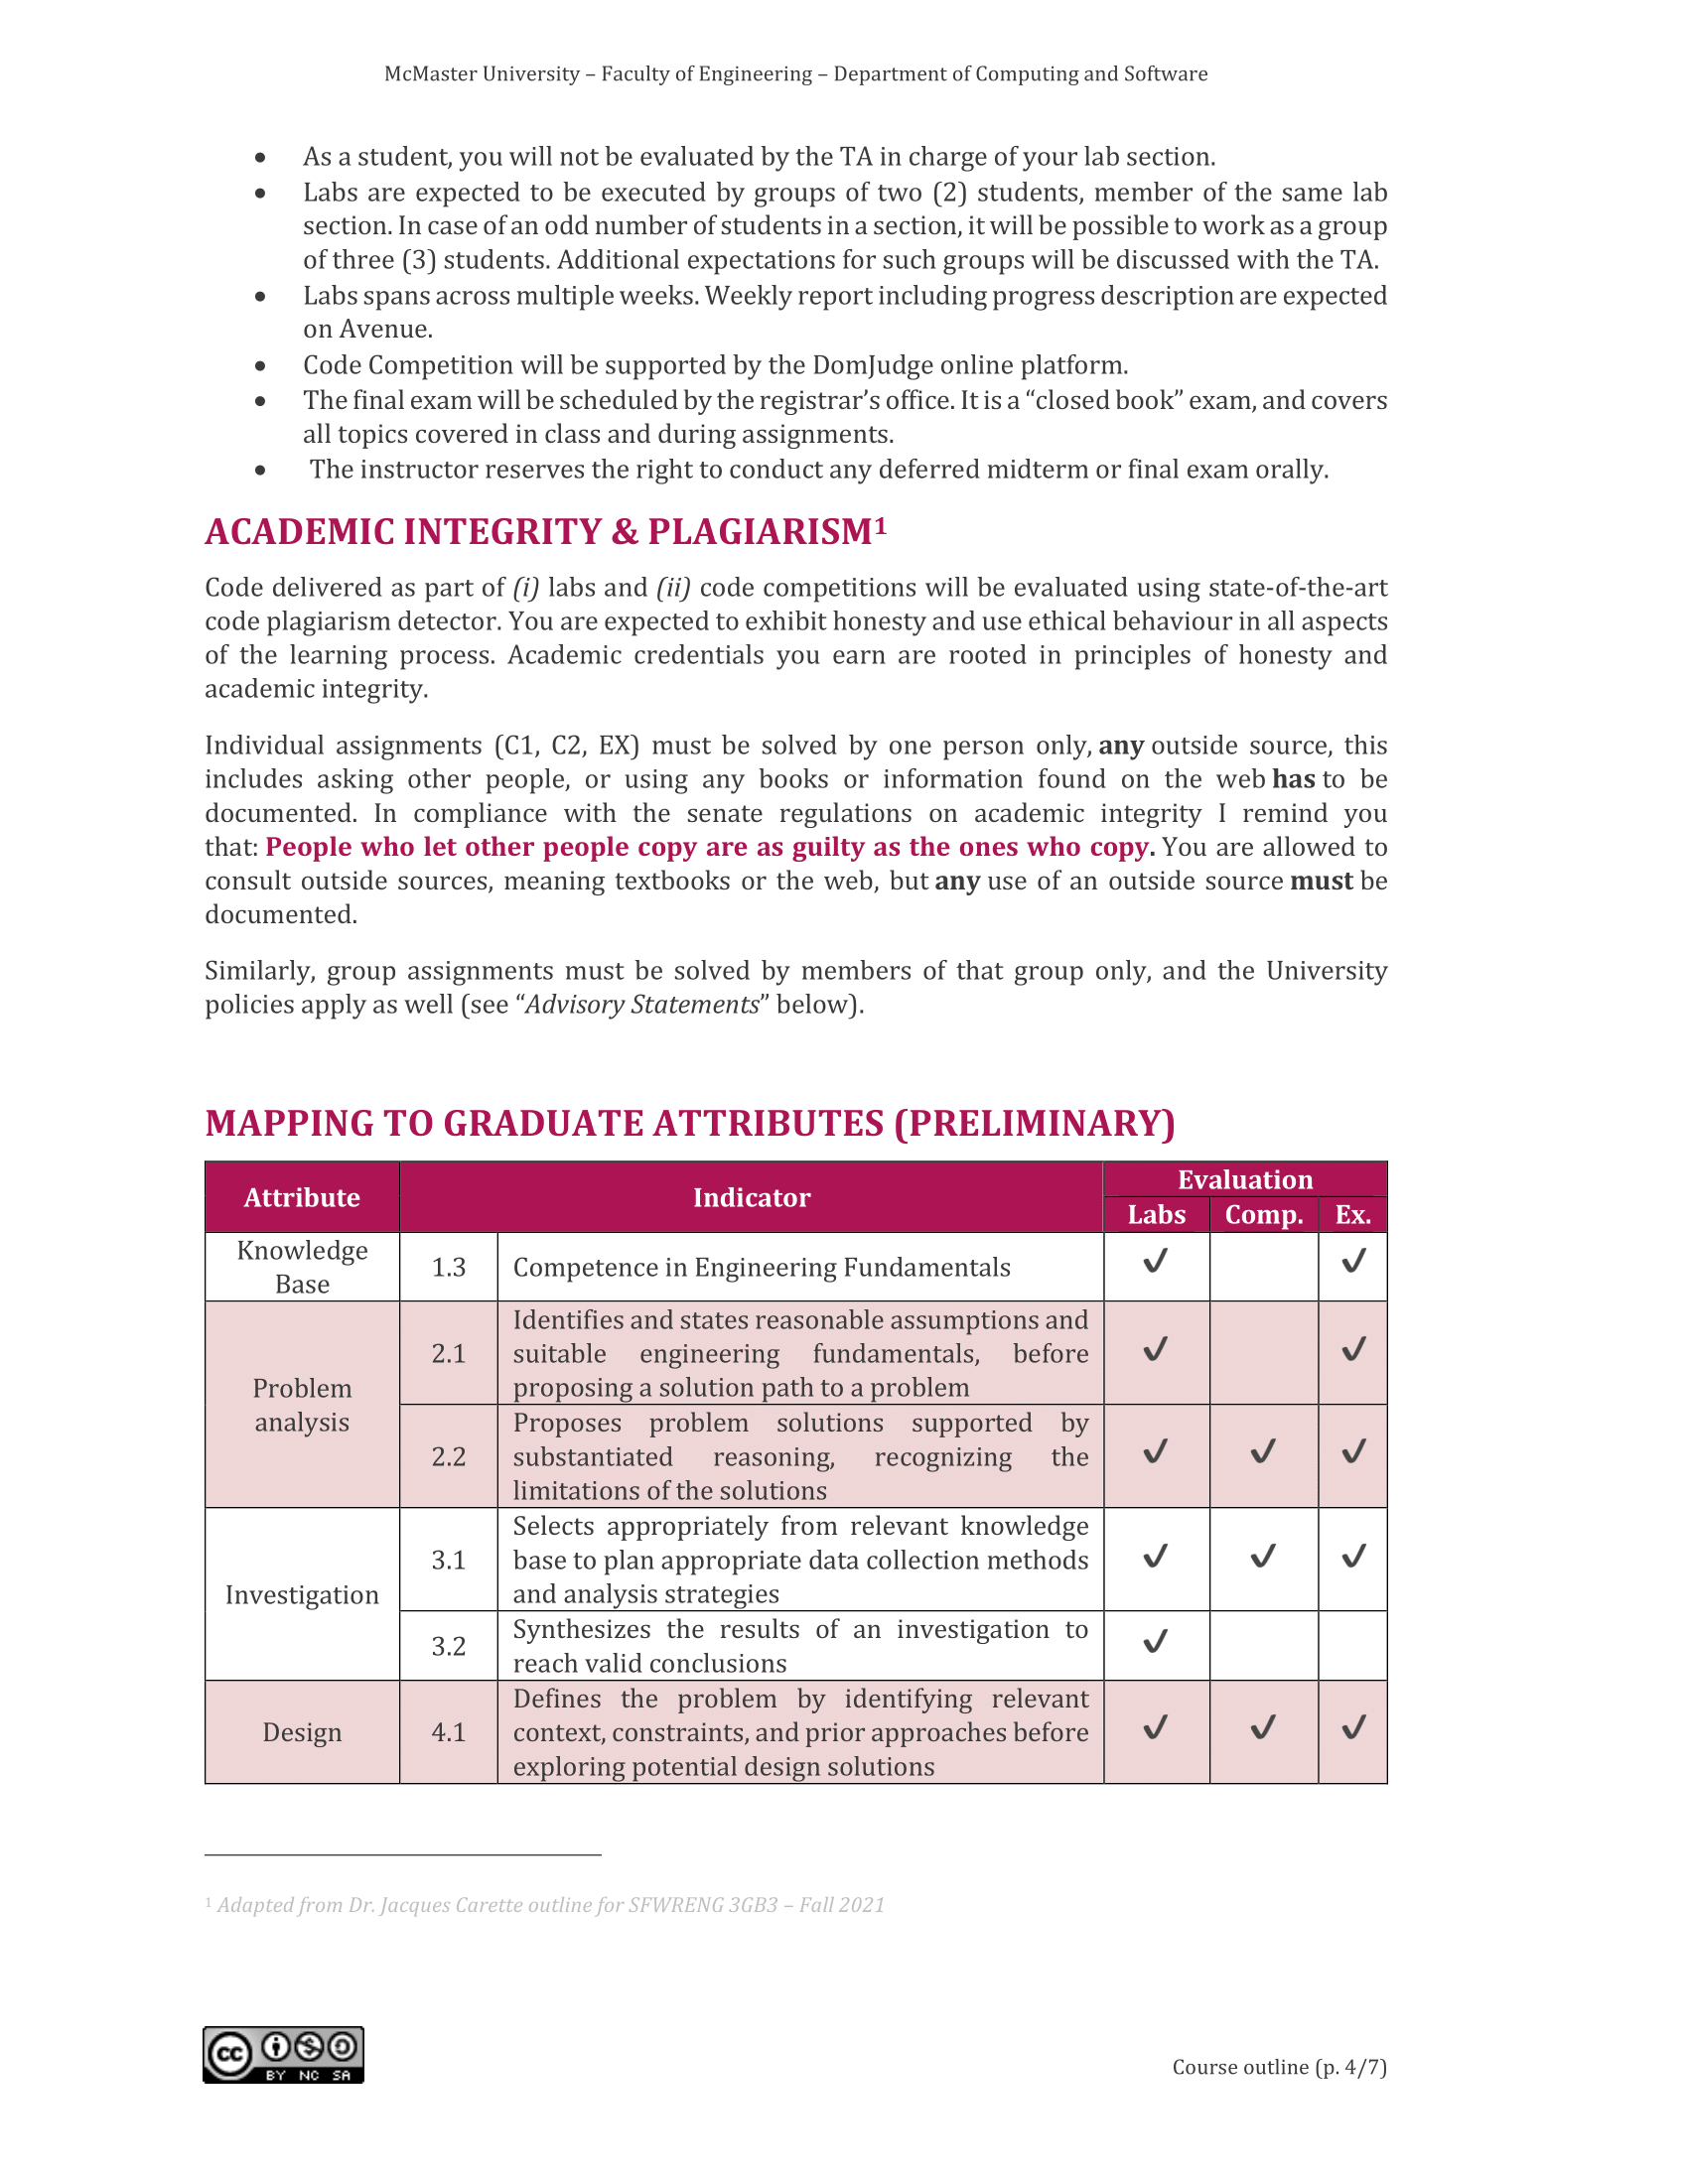 McMaster University – Faculty of Engineering – Department of Computing and Software
• As a student, you will not be evaluated by the TA in charge of your lab section.
• Labs are expected to be executed by groups of two (2) students, member of the same lab
section. In case of an odd number of students in a section, it will be possible to work as a group
of three (3) students. Additional expectations for such groups will be discussed with the TA.
• Labs spans across multiple weeks. Weekly report including progress description are expected
on Avenue.
• Code Competition will be supported by the DomJudge online platform.
• The final exam will be scheduled by the registrar’s office. It is a “closed book” exam, and covers
all topics covered in class and during assignments.
• The instructor reserves the right to conduct any deferred midterm or final exam orally.
ACADEMIC INTEGRITY & PLAGIARISM¹
Code delivered as part of (i) labs and (ii) code competitions will be evaluated using state-of-the-art
code plagiarism detector. You are expected to exhibit honesty and use ethical behaviour in all aspects
of the learning process. Academic credentials you earn are rooted in principles of honesty and
academic integrity.
Individual assignments (C1, C2, EX) must be solved by one person only, any outside source, this
includes asking other people, or using any books or information found on the web has to be
documented. In compliance with the senate regulations on academic integrity I remind you
that: People who let other people copy are as guilty as the ones who copy. You are allowed to
consult outside sources, meaning textbooks or the web, but any use of an outside source must be
documented.
Similarly, group assignments must be solved by members of that group only, and the University
policies apply as well (see “Advisory Statements” below).
MAPPING TO GRADUATE ATTRIBUTES (PRELIMINARY)
Attribute Indicator Evaluation
Labs Comp. Ex.
Knowledge
Base
1.3 Competence in Engineering Fundamentals ✔ ✔
Problem
analysis
2.1 Identifies and states reasonable assumptions and
suitable engineering fundamentals, before
proposing a solution path to a problem ✔ ✔
2.2 Proposes problem solutions supported by
substantiated reasoning, recognizing the
limitations of the solutions ✔ ✔ ✔
Investigation
3.1 Selects appropriately from relevant knowledge
base to plan appropriate data collection methods
and analysis strategies ✔ ✔ ✔
3.2 Synthesizes the results of an investigation to
reach valid conclusions ✔
Design
4.1 Defines the problem by identifying relevant
context, constraints, and prior approaches before
exploring potential design solutions ✔ ✔ ✔
¹ Adapted from Dr. Jacques Carette outline for SFWRENG 3GB3 – Fall 2021
cc BY NC SA
Course outline (p. 4/7)